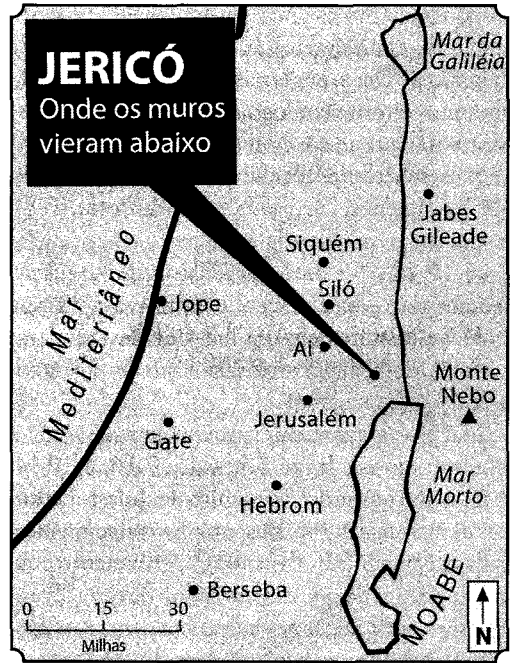 JERICÓ
Onde os muros
vieram abaixo
Mar da
Galiléia
Jabes
Gileade
Siquém
Siló
Jope
Mar
Mediterrâneo
Ai
Monte
Nebo
Jerusalém
Gate
Mar
Morto
Hebrom
Berseba
MOABE
0 15 30
Milhas
N